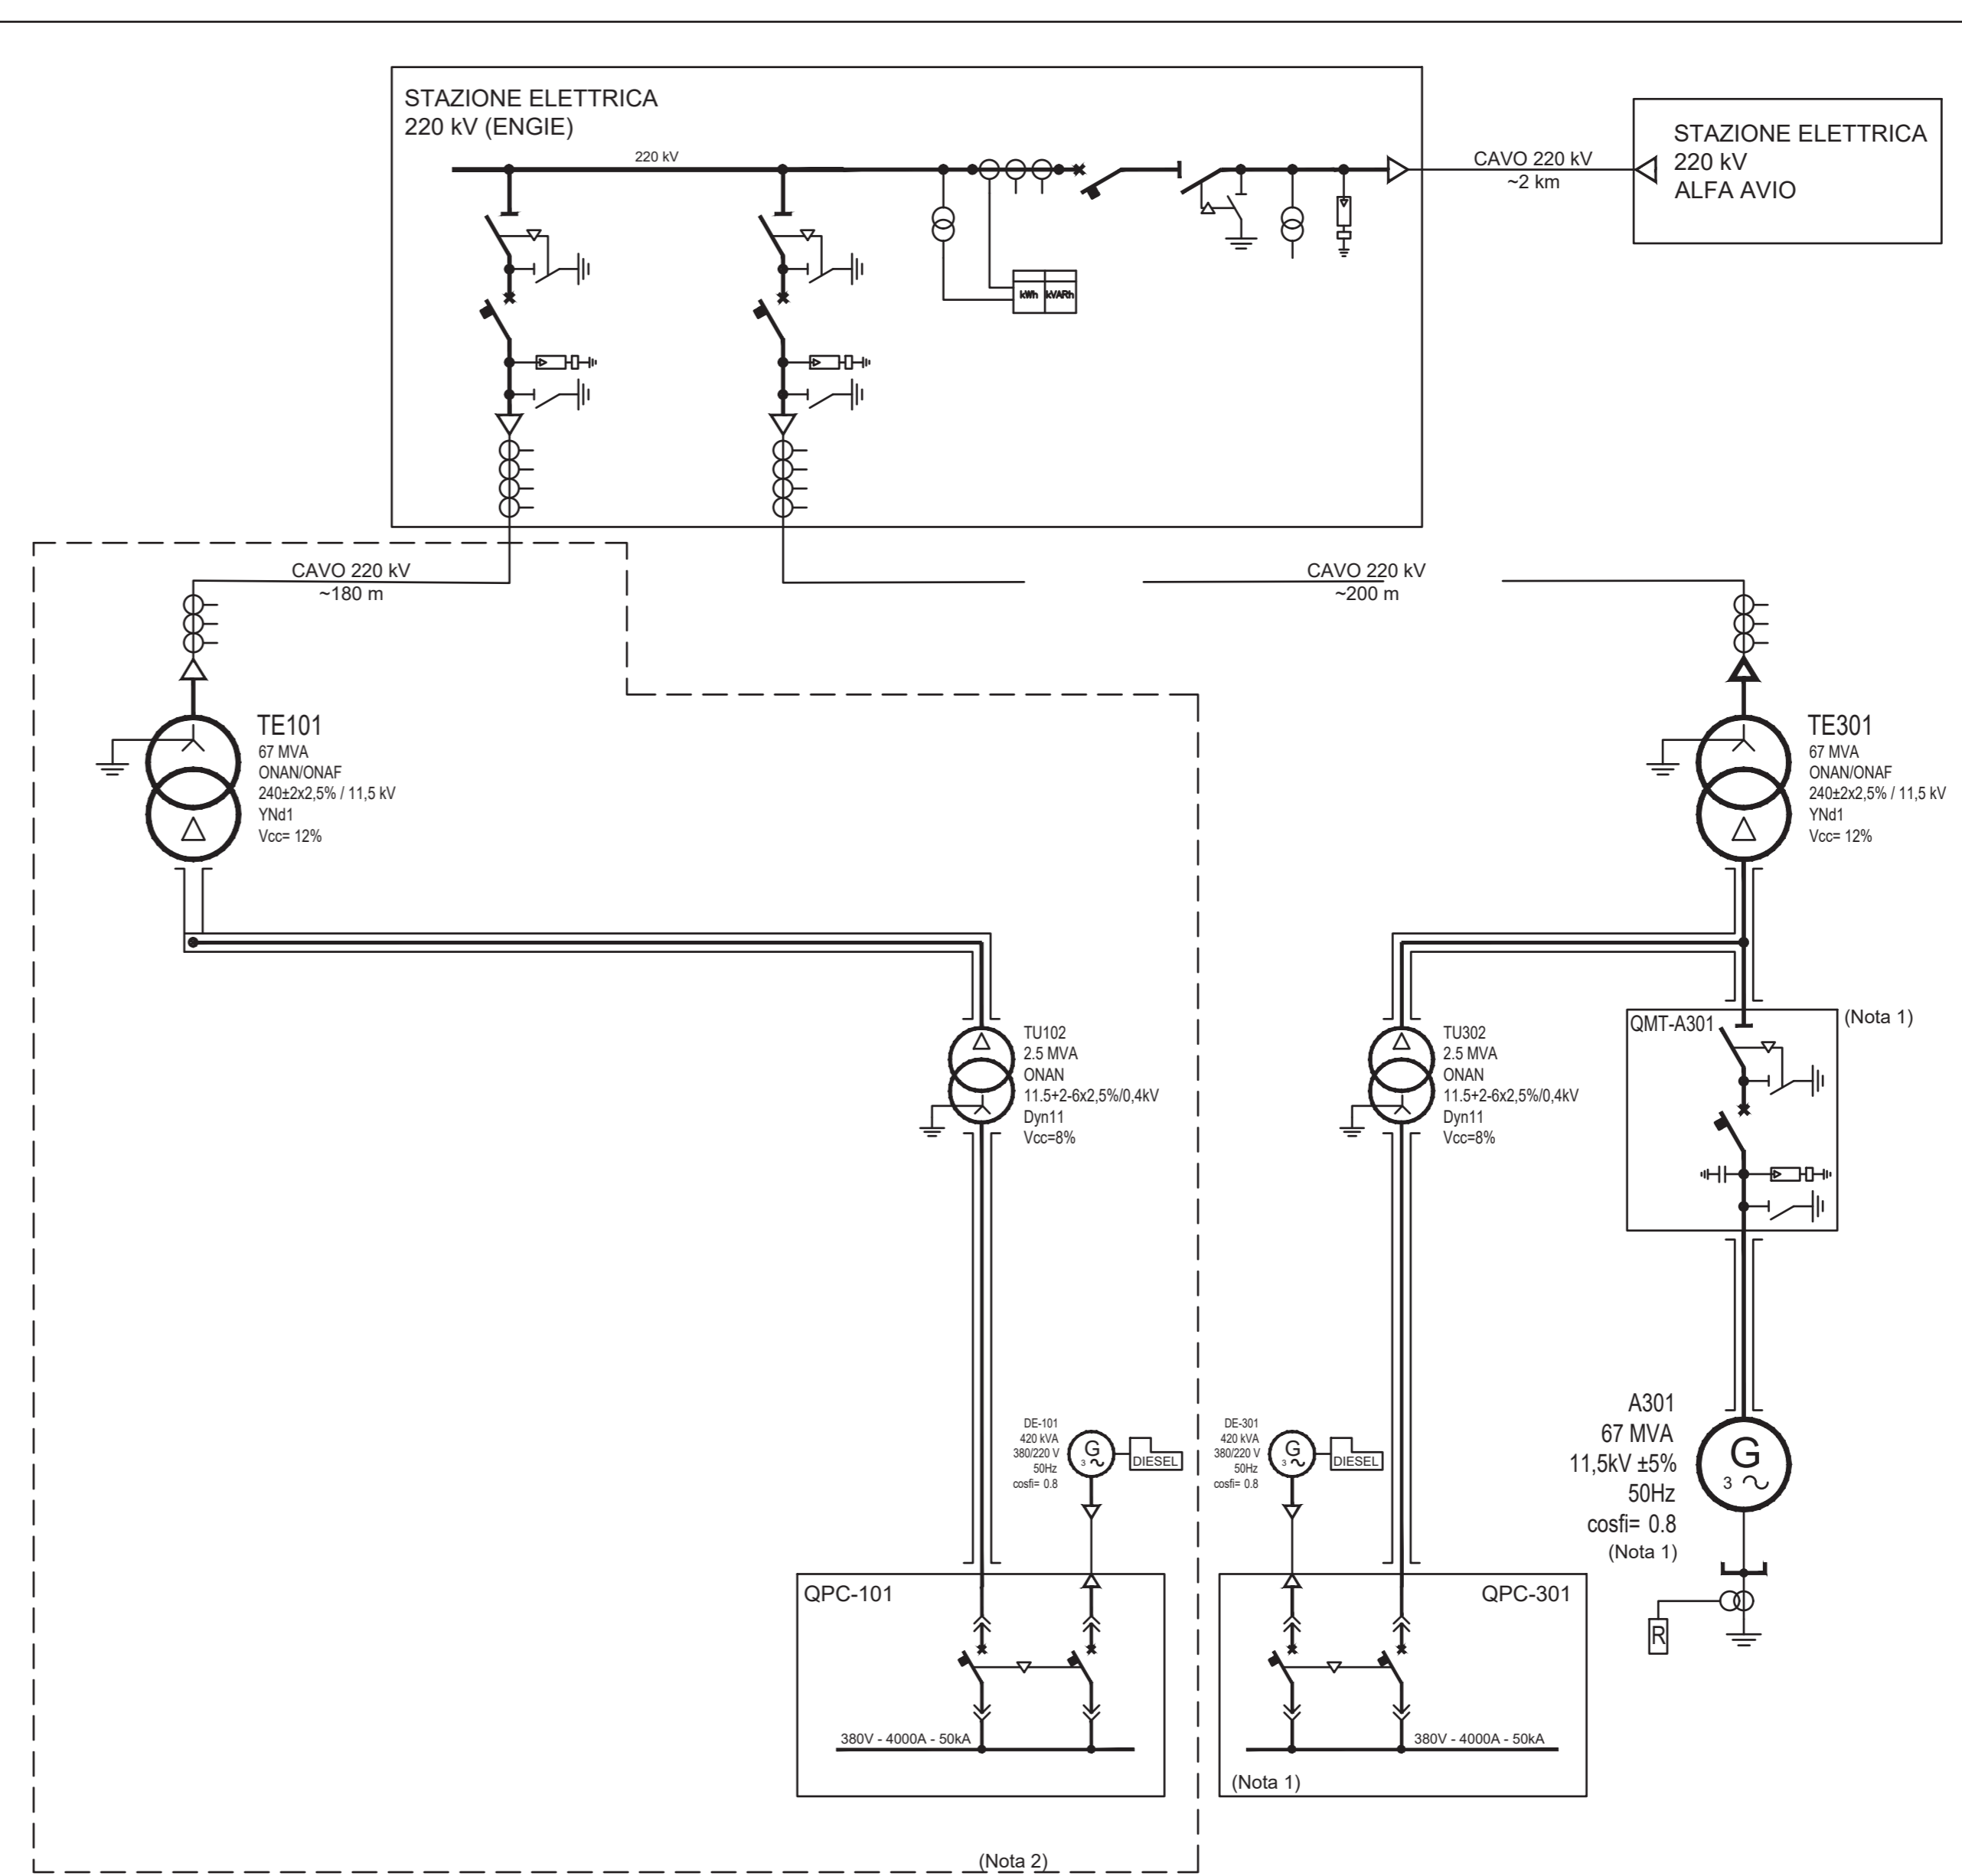 STAZIONE ELETTRICA
220 kV (ENGIE)
220 kV
kWh
kVARh
CAVO 220 kV
~2 km
STAZIONE ELETTRICA
220 kV
ALFA AVIO
CAVO 220 kV
~180 m
CAVO 220 kV
~200 m
TE101
67 MVA
ONAN/ONAF
240±2x2,5% / 11,5 kV
YNd1
Vcc= 12%
TE301
67 MVA
ONAN/ONAF
240±2x2,5% / 11,5 kV
YNd1
Vcc= 12%
TU102
2.5 MVA
ONAN
11.5+2-6x2,5%/0,4kV
Dyn11
Vcc=8%
TU302
2.5 MVA
ONAN
11.5+2-6x2,5%/0,4kV
Dyn11
Vcc=8%
QMT-A301
(Nota 1)
DE-101
420 kVA
380/220 V
50Hz
cosfi= 0.8
G
3
DIESEL
DE-301
420 kVA
380/220 V
50Hz
cosfi= 0.8
G
3
DIESEL
A301
67 MVA
11,5kV ±5%
50Hz
cosfi= 0.8
(Nota 1)
G
3
R
QPC-101
380V - 4000A - 50kA
QPC-301
380V - 4000A - 50kA
(Nota 1)
(Nota 2)